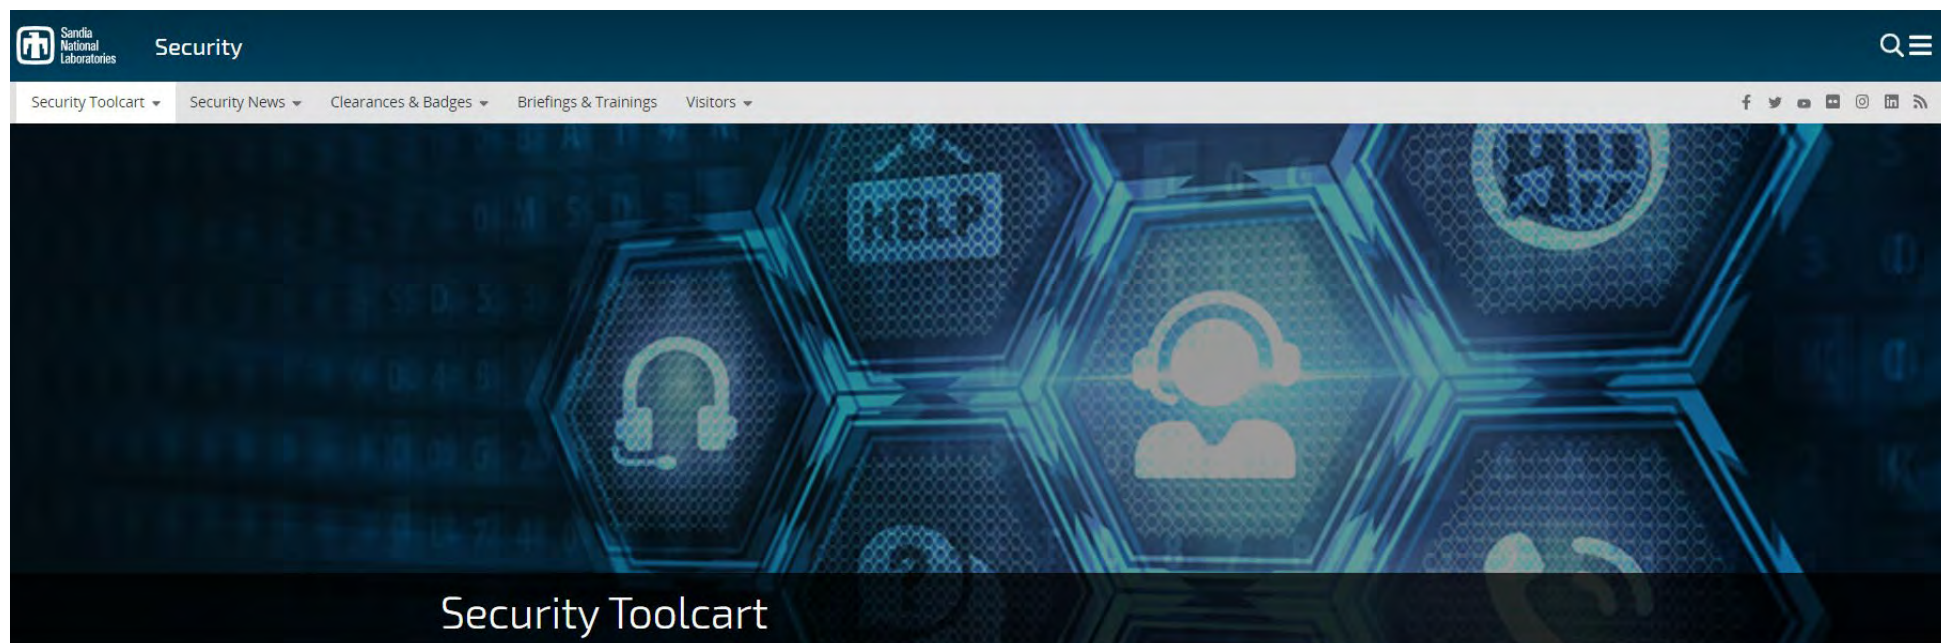 Sandia
National
Laboratories
Security
Security Toolcart
Security News
Clearances & Badges
Briefings & Trainings
Visitors
HELP
Security Toolcart